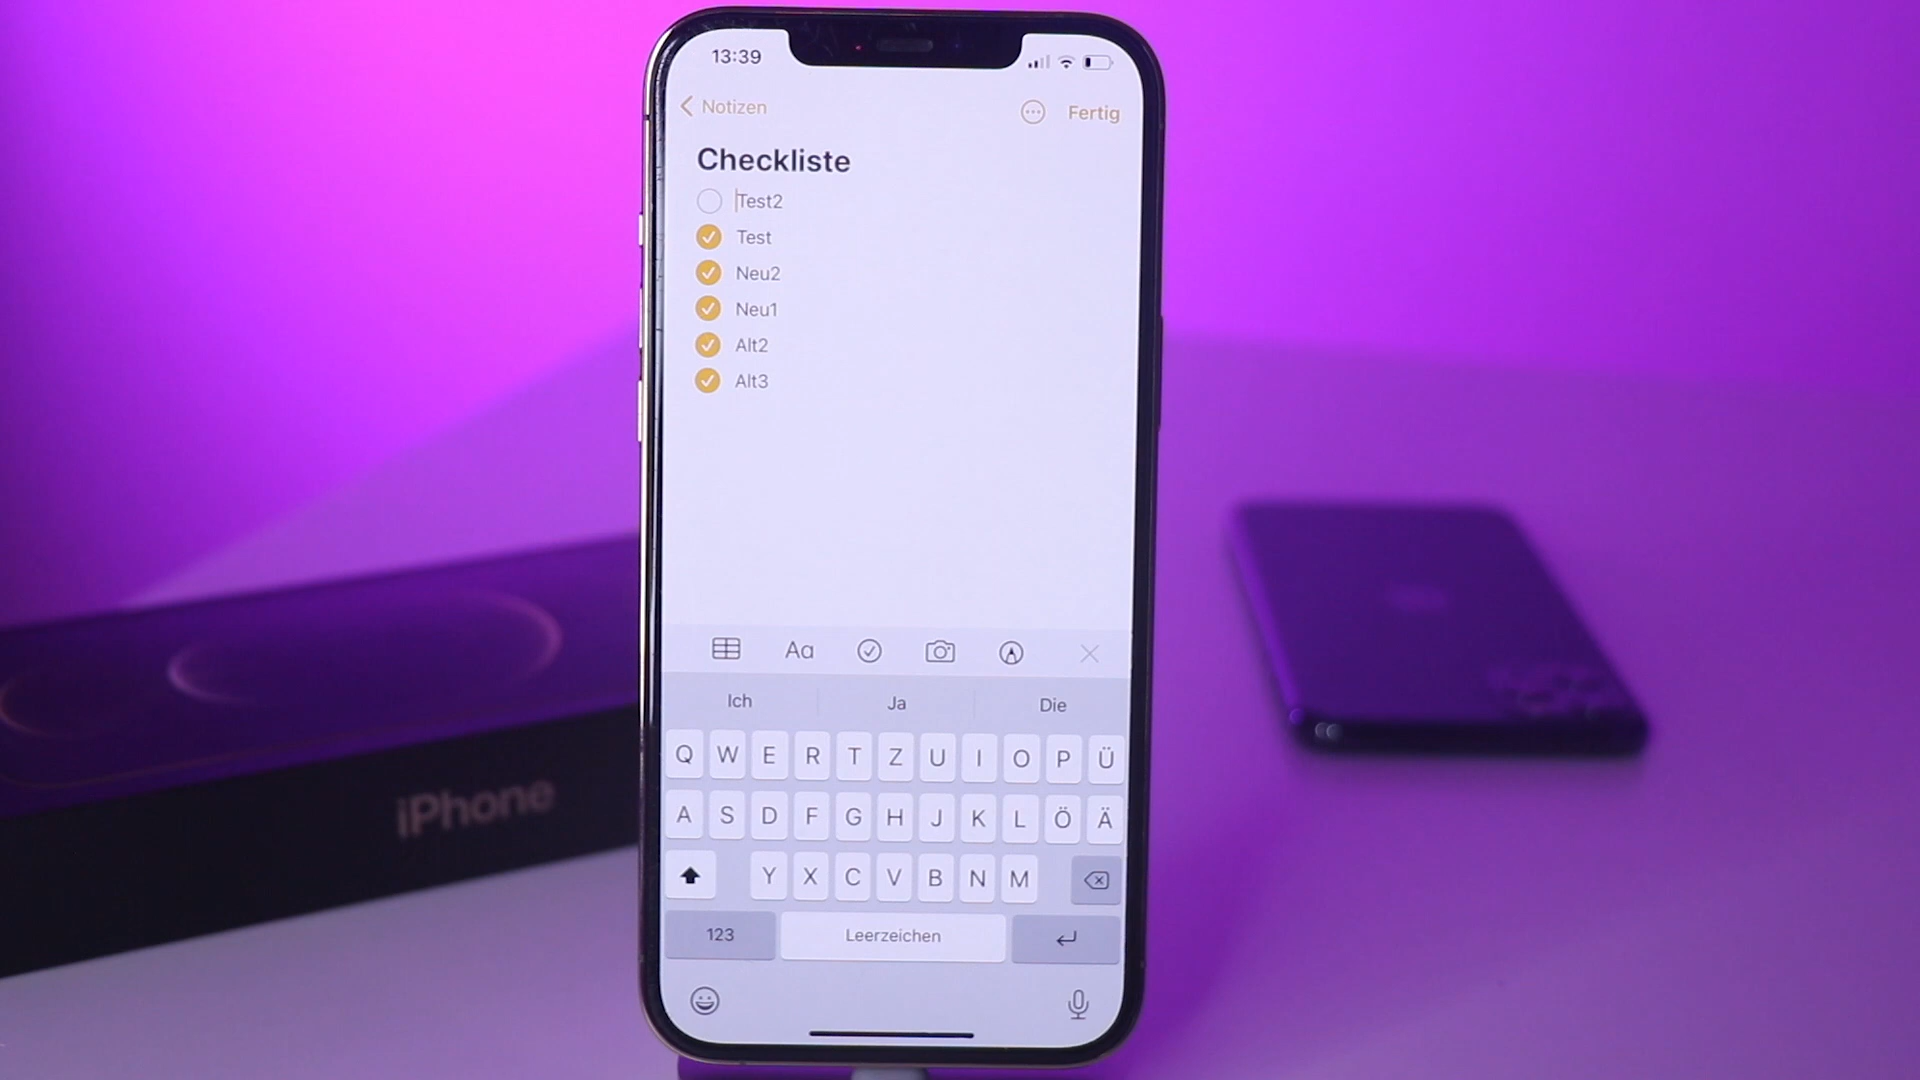 13:39
Notizen
Fertig
Checkliste
Test2
Test
Neu2
Neu1
Alt2
Alt3
Aa
Ich Ja Die
Q W E R T Z U I O P Ü
A S D F G H J K L Ö Ä
Y X C V B N M
123 Leerzeichen
iPhone